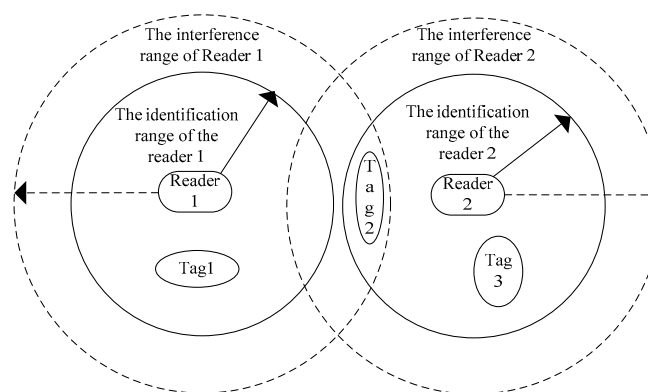 The interference
range of Reader 1
The interference
range of Reader 2
The identification
range of the
reader 1
The identification
range of the
reader 2
Reader
1
T
a
g
2
Reader
2
Tag1
Tag
3